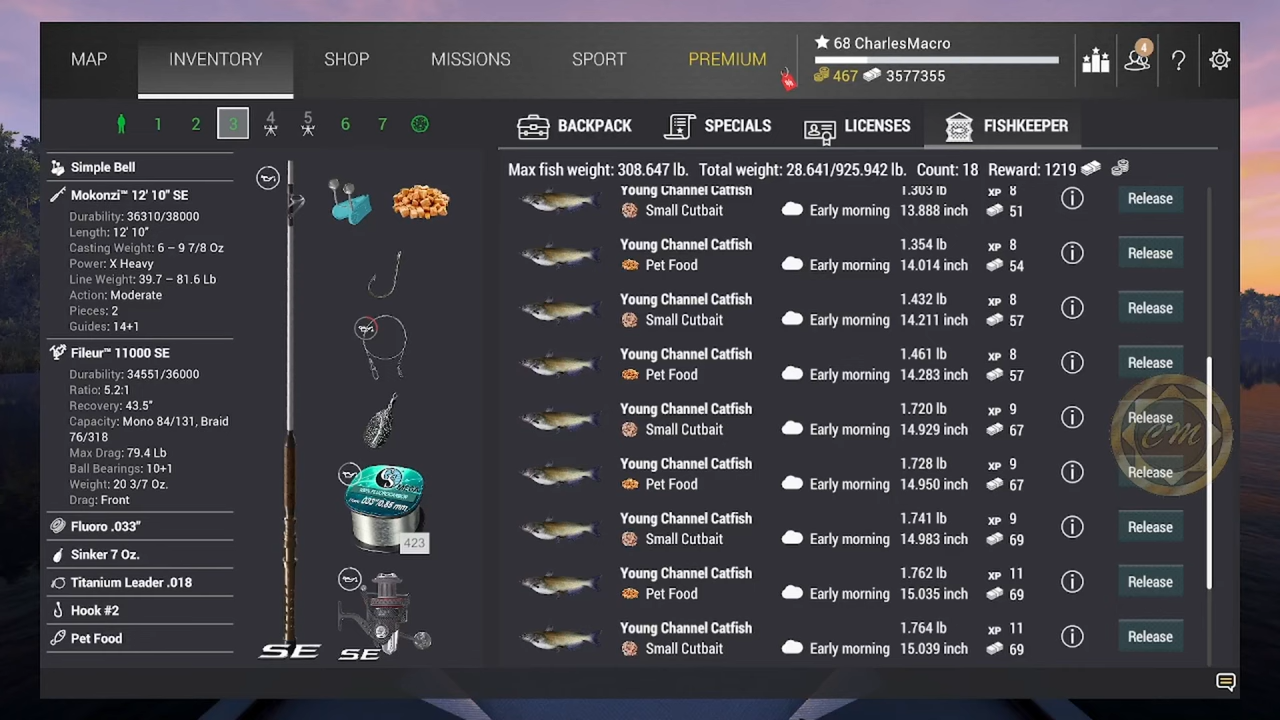 MAP INVENTORY SHOP MISSIONS SPORT PREMIUM
68 CharlesMacro
467 3577355
4
1 2 3 4 5 6 7
BACKPACK SPECIALS LICENSES FISHKEEPER
Max fish weight: 308.647 lb. Total weight: 28.641/925.942 lb. Count: 18 Reward: 1219
Simple Bell
Mokonzi™ 12' 10" SE
Durability: 36310/38000
Length: 12' 10"
Casting Weight: 6 – 9 7/8 Oz
Power: X Heavy
Line Weight: 39.7 – 81.6 Lb
Action: Moderate
Pieces: 2
Guides: 14+1
Fileur™ 11000 SE
Durability: 34551/36000
Ratio: 5.2:1
Recovery: 43.5"
Capacity: Mono 84/131, Braid
76/318
Max Drag: 79.4 Lb
Ball Bearings: 10+1
Weight: 20 3/7 Oz.
Drag: Front
Fluoro .033"
Sinker 7 Oz.
Titanium Leader .018
Hook #2
Pet Food
100% FLUOROCARBON
.033"/0.85 mm
423
SE SE
Young Channel Catfish 1.303 lb XP 8
Small Cutbait Early morning 13.888 inch 51 Release
Young Channel Catfish 1.354 lb XP 8
Pet Food Early morning 14.014 inch 54 Release
Young Channel Catfish 1.432 lb XP 8
Small Cutbait Early morning 14.211 inch 57 Release
Young Channel Catfish 1.461 lb XP 8
Pet Food Early morning 14.283 inch 57 Release
Young Channel Catfish 1.720 lb XP 9
Small Cutbait Early morning 14.929 inch 67 Release
Young Channel Catfish 1.728 lb XP 9
Pet Food Early morning 14.950 inch 67 Release
Young Channel Catfish 1.741 lb XP 9
Small Cutbait Early morning 14.983 inch 69 Release
Young Channel Catfish 1.762 lb XP 11
Pet Food Early morning 15.035 inch 69 Release
Young Channel Catfish 1.764 lb XP 11
Small Cutbait Early morning 15.039 inch 69 Release
CM